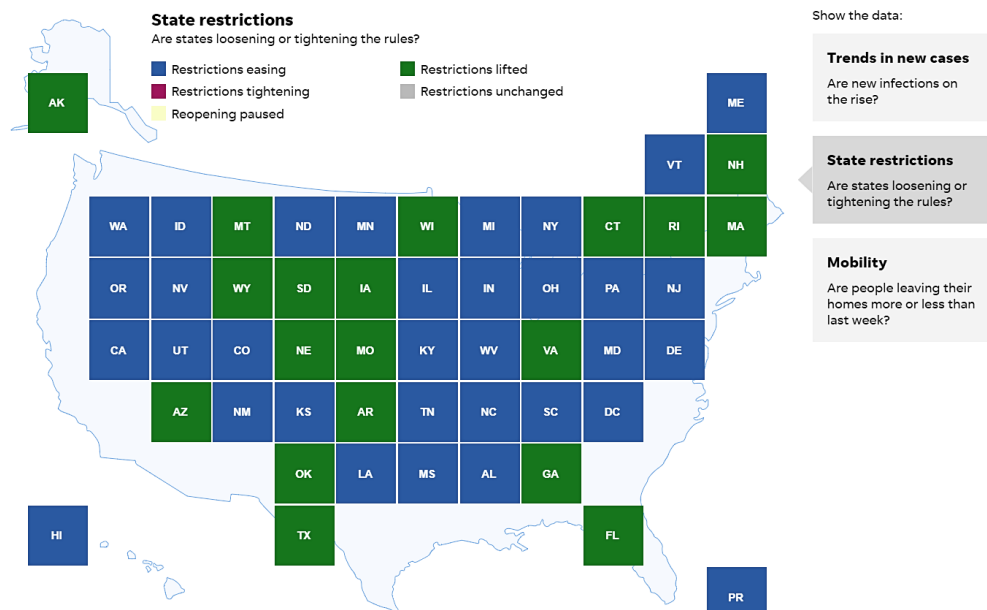 State restrictions
Are states loosening or tightening the rules?
Restrictions easing
Restrictions lifted
Restrictions tightening
Restrictions unchanged
Reopening paused
Show the data:
Trends in new cases
Are new infections on
the rise?
State restrictions
Are states loosening or
tightening the rules?
Mobility
Are people leaving their
homes more or less than
last week?
AK
ME
VT NH
WA ID MT ND MN WI MI NY CT RI MA
OR NV WY SD IA IL IN OH PA NJ
CA UT CO NE MO KY WV VA MD DE
AZ NM KS AR TN NC SC DC
OK LA MS AL GA
HI TX FL
PR